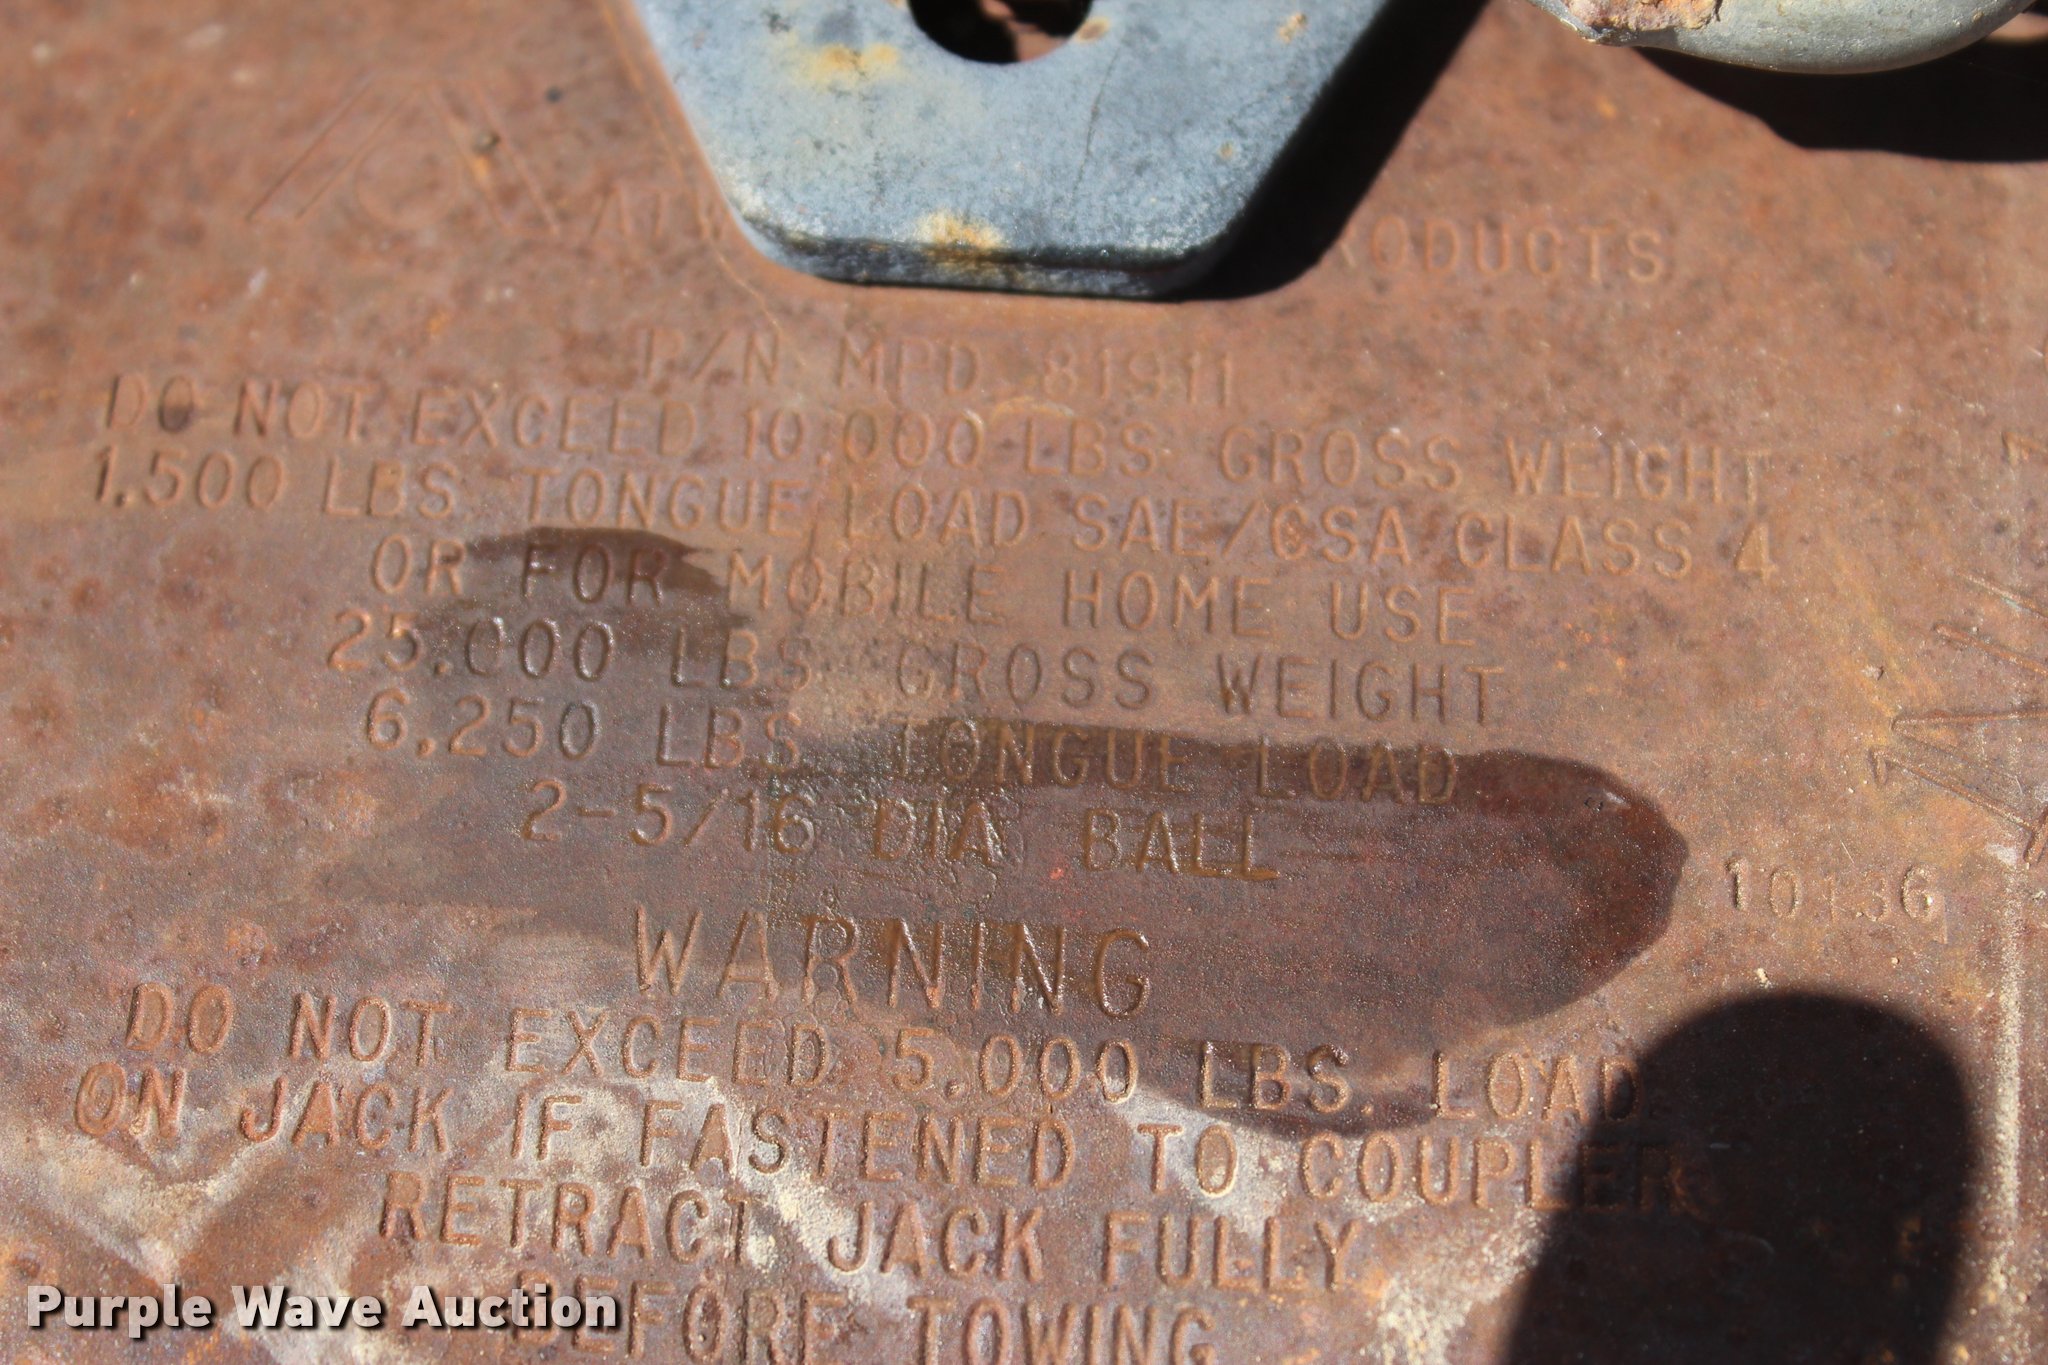 ATW RODUCTS
P/N MPD 81911
DO NOT EXCEED 10,000 LBS GROSS WEIGHT
1,500 LBS. TONGUE LOAD SAE/CSA CLASS 4
OR FOR MOBILE HOME USE
25,000 LBS. GROSS WEIGHT
6,250 LBS. TONGUE LOAD
2-5/16 DIA BALL
10136
WARNING
DO NOT EXCEED 5,000 LBS. LOAD
ON JACK IF FASTENED TO COUPLER
RETRACT JACK FULLY
BEFORE TOWING
Purple Wave Auction